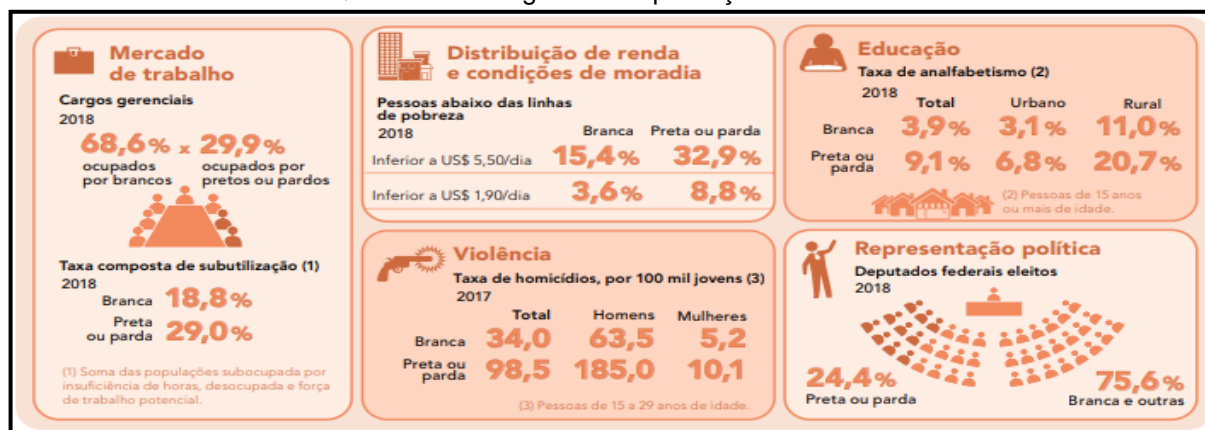 Mercado
de trabalho
Cargos gerenciais
2018
68,6% x 29,9%
ocupados por brancos
ocupados por pretos ou pardos
Taxa composta de subutilização (1)
2018
Branca 18,8%
Preta
ou parda 29,0%
(1) Soma das populações subocupada por
insuficiência de horas, desocupada e força
de trabalho potencial.
Distribuição de renda
e condições de moradia
Pessoas abaixo das linhas
de pobreza
2018 Branca Preta ou parda
Inferior a US$ 5,50/dia 15,4% 32,9%
Inferior a US$ 1,90/dia 3,6% 8,8%
Violência
Taxa de homicídios, por 100 mil jovens (3)
2017
Total Homens Mulheres
Branca 34,0 63,5 5,2
Preta ou
parda 98,5 185,0 10,1
(3) Pessoas de 15 a 29 anos de idade.
Educação
Taxa de analfabetismo (2)
2018
Total Urbano Rural
Branca 3,9% 3,1% 11,0%
Preta ou
parda 9,1% 6,8% 20,7%
(2) Pessoas de 15 anos
ou mais de idade.
Representação política
Deputados federais eleitos
2018
24,4%
Preta ou parda
75,6%
Branca e outras